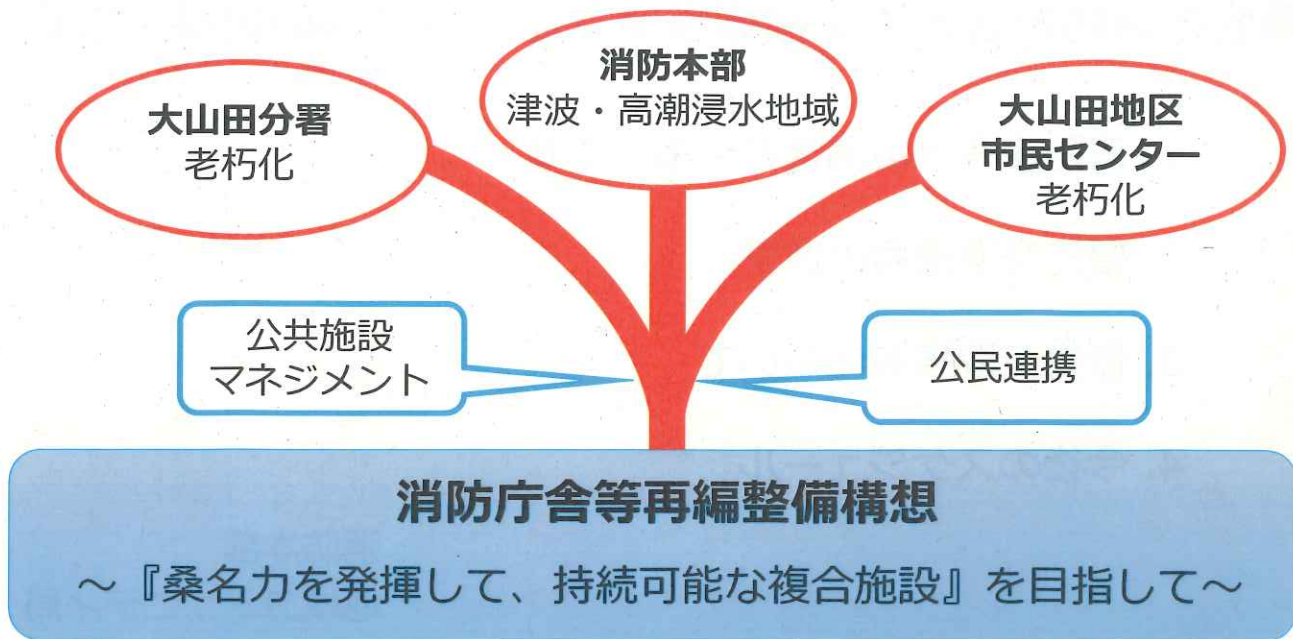 消防本部
津波・高潮浸水地域
大山田分署
老朽化
大山田地区
市民センター
老朽化
公共施設
マネジメント
公民連携
消防庁舎等再編整備構想
～『桑名力を発揮して、持続可能な複合施設』を目指して～